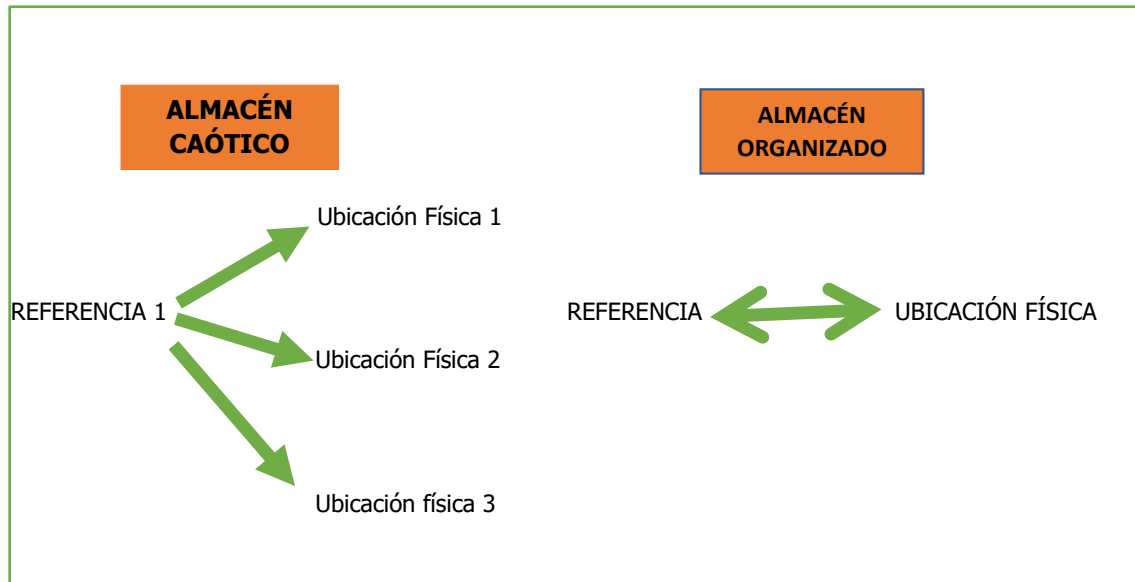 ALMACÉN
CAÓTICO
Ubicación Física 1
REFERENCIA 1
Ubicación Física 2
Ubicación física 3
ALMACÉN
ORGANIZADO
REFERENCIA
UBICACIÓN FÍSICA